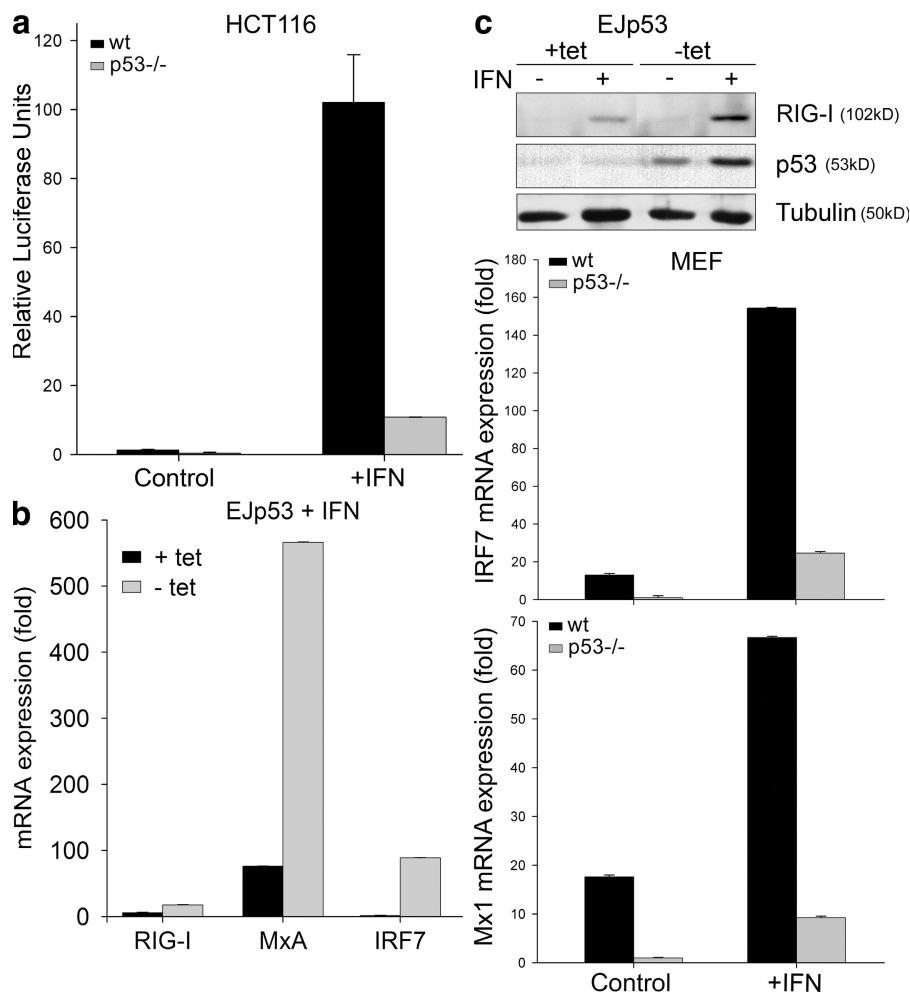 a
HCT116
wt
p53-/-
Relative Luciferase Units
120
100
80
60
40
20
0
Control
+IFN
b
EJp53 + IFN
+ tet
- tet
mRNA expression (fold)
600
500
400
300
200
100
0
RIG-I
MxA
IRF7
c
EJp53
+tet
-tet
IFN - + - +
RIG-I (102kD)
p53 (53kD)
Tubulin (50kD)
MEF
wt
p53-/-
IRF7 mRNA expression (fold)
180
160
140
120
100
80
60
40
20
0
wt
p53-/-
Mx1 mRNA expression (fold)
70
60
50
40
30
20
10
0
Control
+IFN